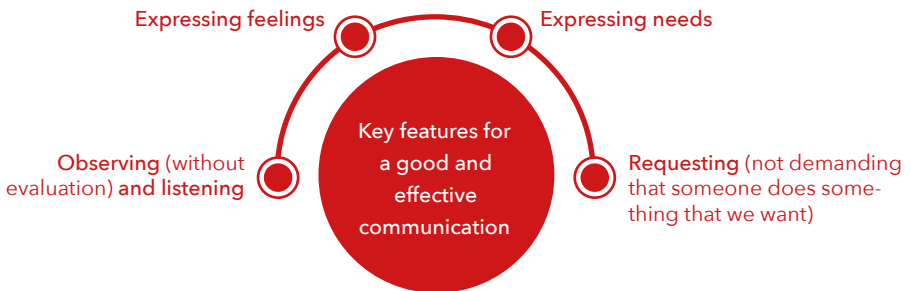 Expressing feelings
Expressing needs
Observing (without
evaluation) and listening
Key features for
a good and
effective
communication
Requesting (not demanding
that someone does some-
thing that we want)